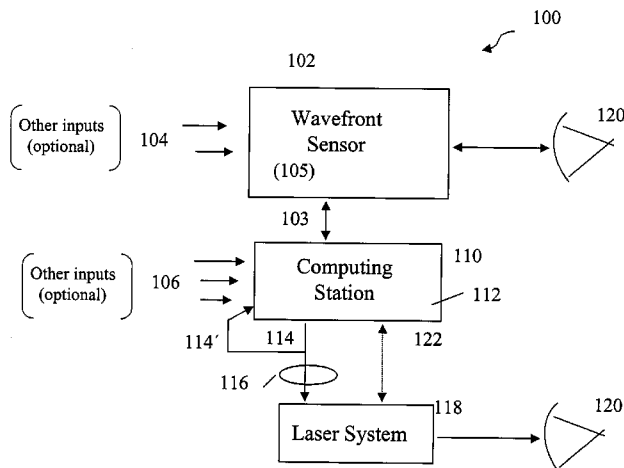 100
102
Other inputs
(optional)
104
Wavefront
Sensor
(105)
120
103
Other inputs
(optional)
106
Computing
Station
110
112
114´
114
122
116
118
Laser System
120